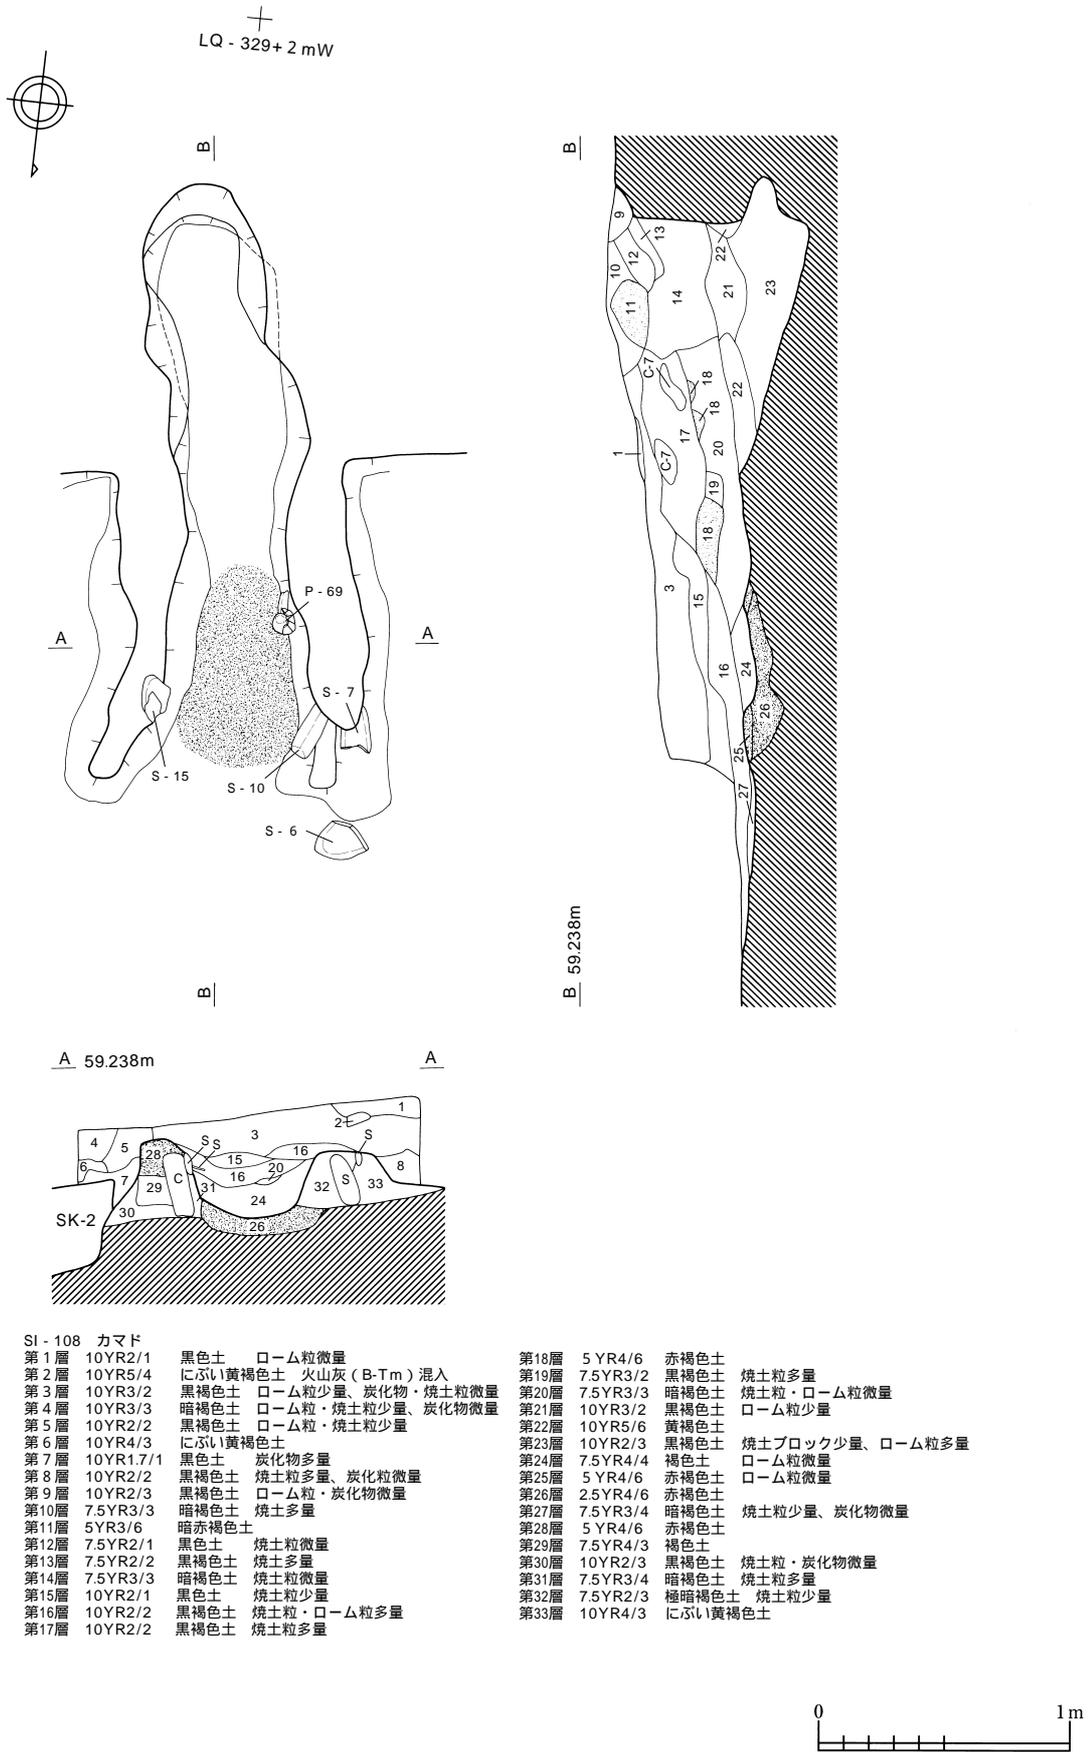 LQ - 329+ 2 mW
B
B
9
10
11
12
13
14
22
21
23
C-7
18
18
22
17
20
1
C-7
19
18
3
15
16
24
26
25
27
P - 69
A
A
S - 7
S - 15
S - 10
S - 6
B
B 59.238m
A 59.238m
A
1
2
3
4
5
6
7
28
S
S
S
15
16
16
20
8
C
29
31
24
32
S
33
30
26
SK-2
SI - 108 カマド
第1層 10YR2/1 黒色土 ローム粒微量
第2層 10YR5/4 にぶい黄褐色土 火山灰(B-Tm)混入
第3層 10YR3/2 黒褐色土 ローム粒少量、炭化物・焼土粒微量
第4層 10YR3/3 暗褐色土 ローム粒・焼土粒少量、炭化物微量
第5層 10YR2/2 黒褐色土 ローム粒・焼土粒少量
第6層 10YR4/3 にぶい黄褐色土
第7層 10YR1.7/1 黒色土 炭化物多量
第8層 10YR2/2 黒褐色土 焼土粒多量、炭化粒微量
第9層 10YR2/3 黒褐色土 ローム粒・炭化物微量
第10層 7.5YR3/3 暗褐色土 焼土多量
第11層 5YR3/6 暗赤褐色土
第12層 7.5YR2/1 黒色土 焼土粒微量
第13層 7.5YR2/2 黒褐色土 焼土多量
第14層 7.5YR3/3 暗褐色土 焼土粒微量
第15層 10YR2/1 黒色土 焼土粒少量
第16層 10YR2/2 黒褐色土 焼土粒・ローム粒多量
第17層 10YR2/2 黒褐色土 焼土粒多量
第18層 5 YR4/6 赤褐色土
第19層 7.5YR3/2 黒褐色土 焼土粒多量
第20層 7.5YR3/3 暗褐色土 焼土粒・ローム粒微量
第21層 10YR3/2 黒褐色土 ローム粒少量
第22層 10YR5/6 黄褐色土
第23層 10YR2/3 黒褐色土 焼土ブロック少量、ローム粒多量
第24層 7.5YR4/4 褐色土 ローム粒微量
第25層 5 YR4/6 赤褐色土 ローム粒微量
第26層 2.5YR4/6 赤褐色土
第27層 7.5YR3/4 暗褐色土 焼土粒少量、炭化物微量
第28層 5 YR4/6 赤褐色土
第29層 7.5YR4/3 褐色土
第30層 10YR2/3 黒褐色土 焼土粒・炭化物微量
第31層 7.5YR3/4 暗褐色土 焼土粒多量
第32層 7.5YR2/3 極暗褐色土 焼土粒少量
第33層 10YR4/3 にぶい黄褐色土
0 1m